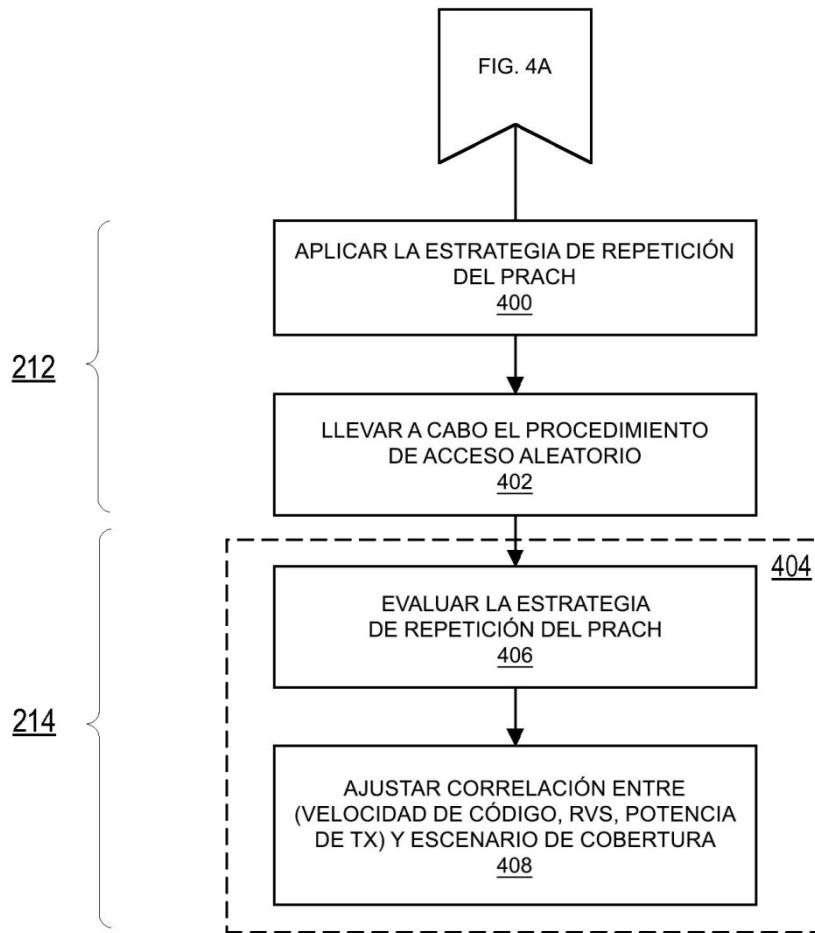 FIG. 4A
APLICAR LA ESTRATEGIA DE REPETICIÓN
DEL PRACH
400
212
LLEVAR A CABO EL PROCEDIMIENTO
DE ACCESO ALEATORIO
402
404
EVALUAR LA ESTRATEGIA
DE REPETICIÓN DEL PRACH
406
214
AJUSTAR CORRELACIÓN ENTRE
(VELOCIDAD DE CÓDIGO, RVS, POTENCIA
DE TX) Y ESCENARIO DE COBERTURA
408